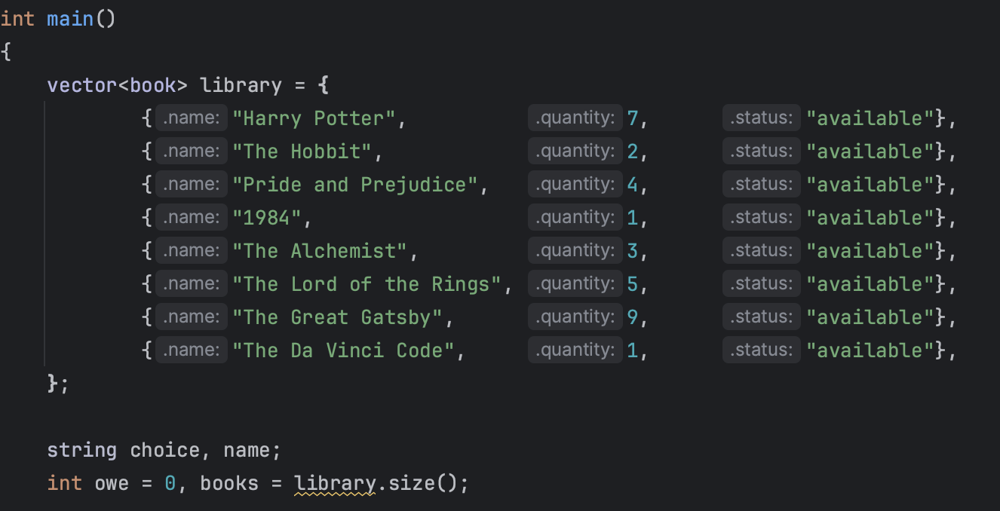 int main()
{
vector<book> library = {
{ .name: "Harry Potter", .quantity: 7, .status: "available"},
{ .name: "The Hobbit", .quantity: 2, .status: "available"},
{ .name: "Pride and Prejudice", .quantity: 4, .status: "available"},
{ .name: "1984", .quantity: 1, .status: "available"},
{ .name: "The Alchemist", .quantity: 3, .status: "available"},
{ .name: "The Lord of the Rings", .quantity: 5, .status: "available"},
{ .name: "The Great Gatsby", .quantity: 9, .status: "available"},
{ .name: "The Da Vinci Code", .quantity: 1, .status: "available"},
};
string choice, name;
int owe = 0, books = library.size();